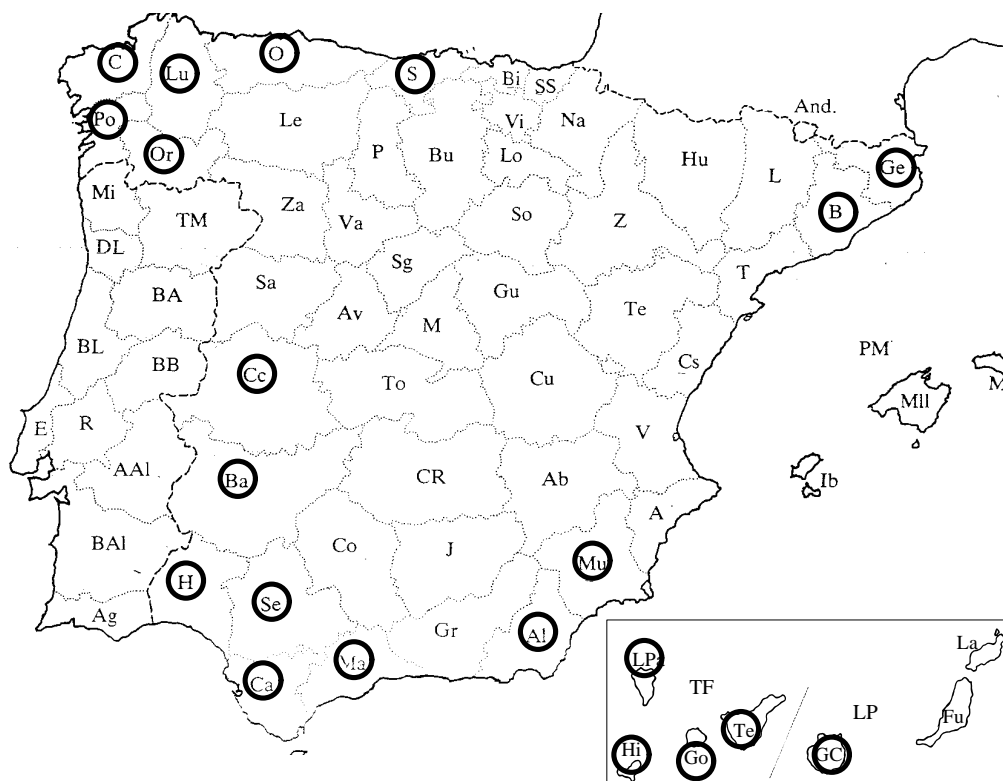 C
Lu
O
S
Bi
SS
And.
Po
Or
Le
P
Bu
Vi
Lo
Na
Hu
L
Ge
B
Mi
TM
Za
Va
So
Z
DL
Sa
Sg
Gu
T
BA
Av
M
Te
BL
BB
Cc
To
Cu
Cs
PM
M
Mll
E
R
V
AAl
Ba
CR
Ab
Ib
A
BAl
H
Co
J
Mu
Se
Ag
Gr
Al
Ma
Ca
LPa
TF
La
LP
Fu
Te
Hi
Go
GC